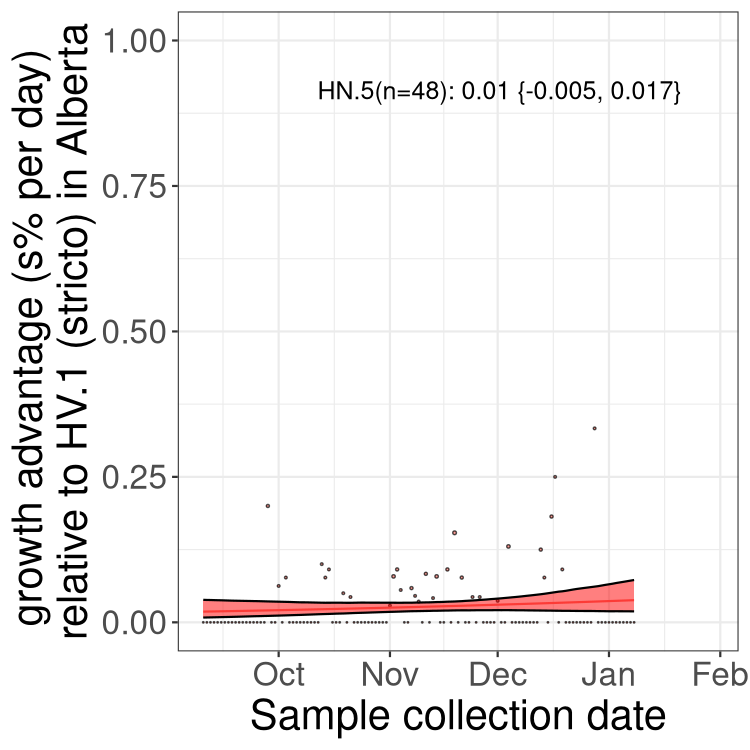 growth advantage (s% per day)
relative to HV.1 (stricto) in Alberta
1.00
0.75
0.50
0.25
0.00
HN.5(n=48): 0.01 {-0.005, 0.017}
Oct Nov Dec Jan Feb
Sample collection date